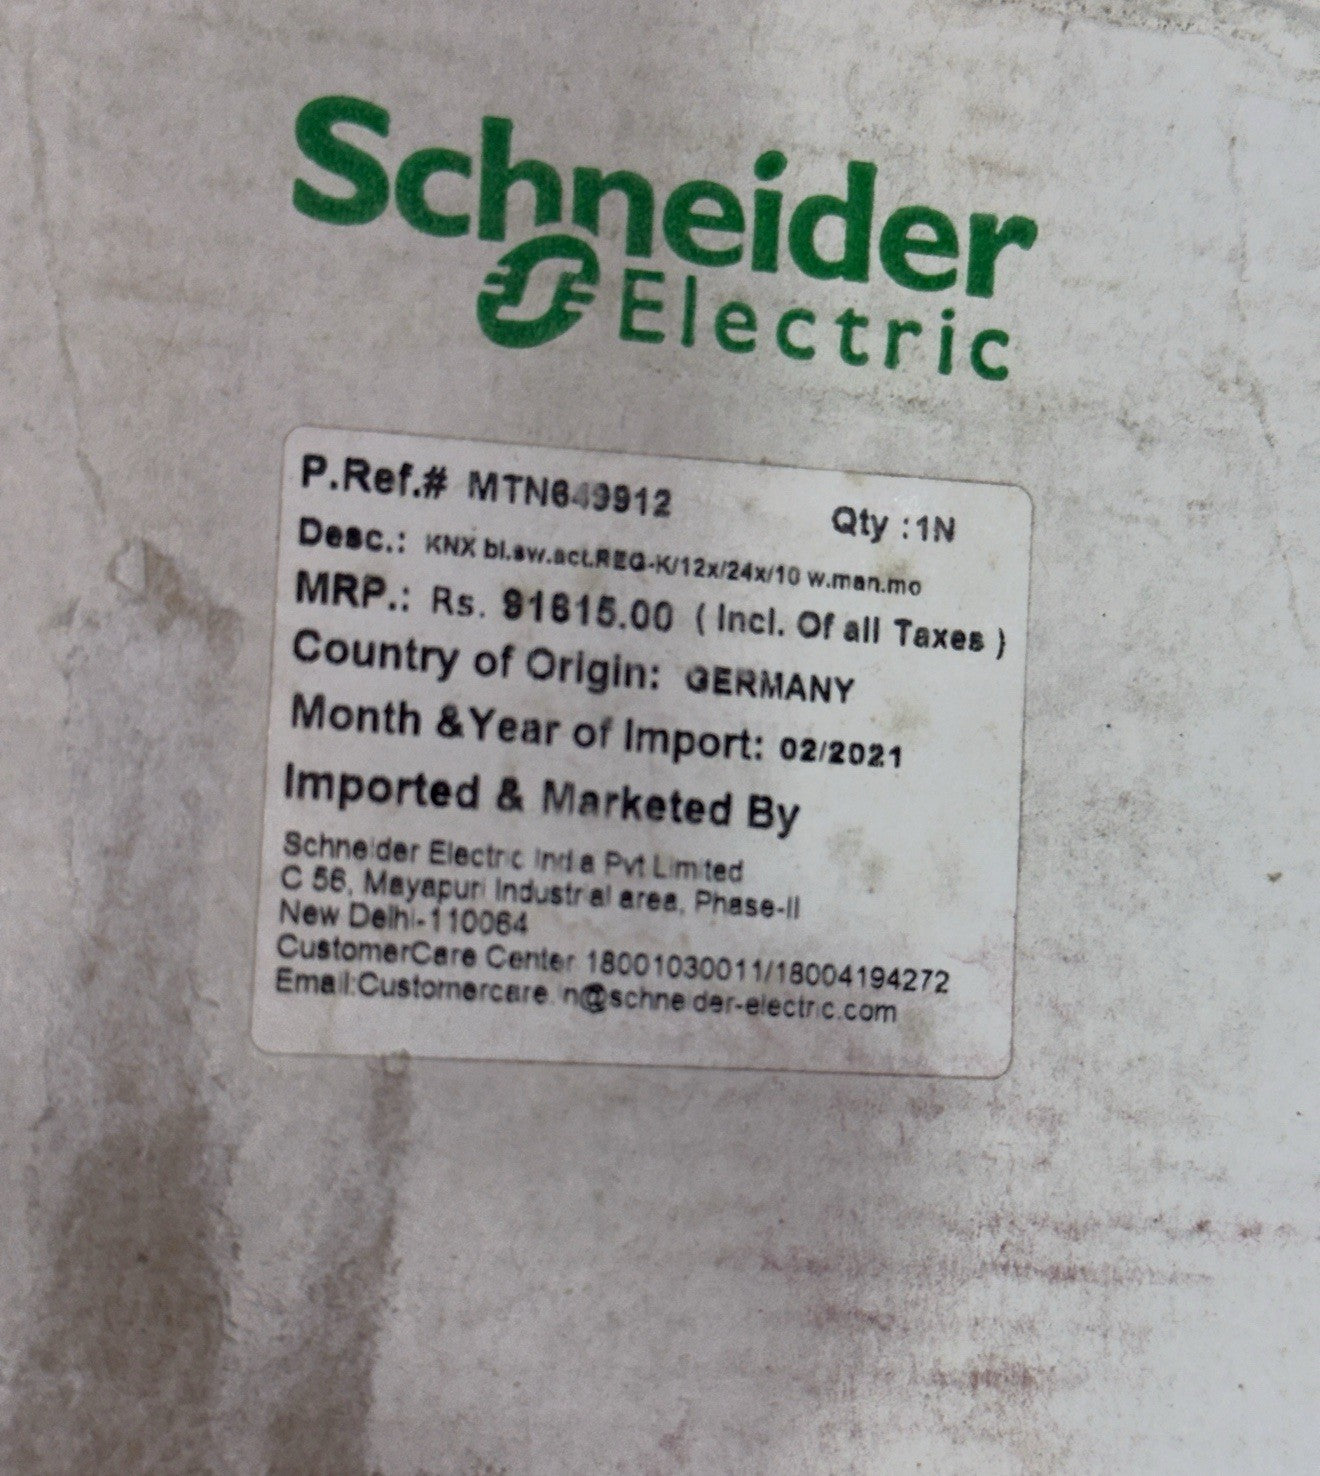 Schneider
Electric
P.Ref.# MTN649912 Qty :1N
Desc.: KNX bl.sw.act.REG-K/12x/24x/10 w.man.mo
MRP.: Rs. 91615.00 ( Incl. Of all Taxes )
Country of Origin: GERMANY
Month &Year of Import: 02/2021
Imported & Marketed By
Schneider Electric India Pvt Limited
C 56, Mayapuri Industrial area, Phase-II
New Delhi-110064
CustomerCare Center 18001030011/18004194272
Email:Customercare.in@schneider-electric.com